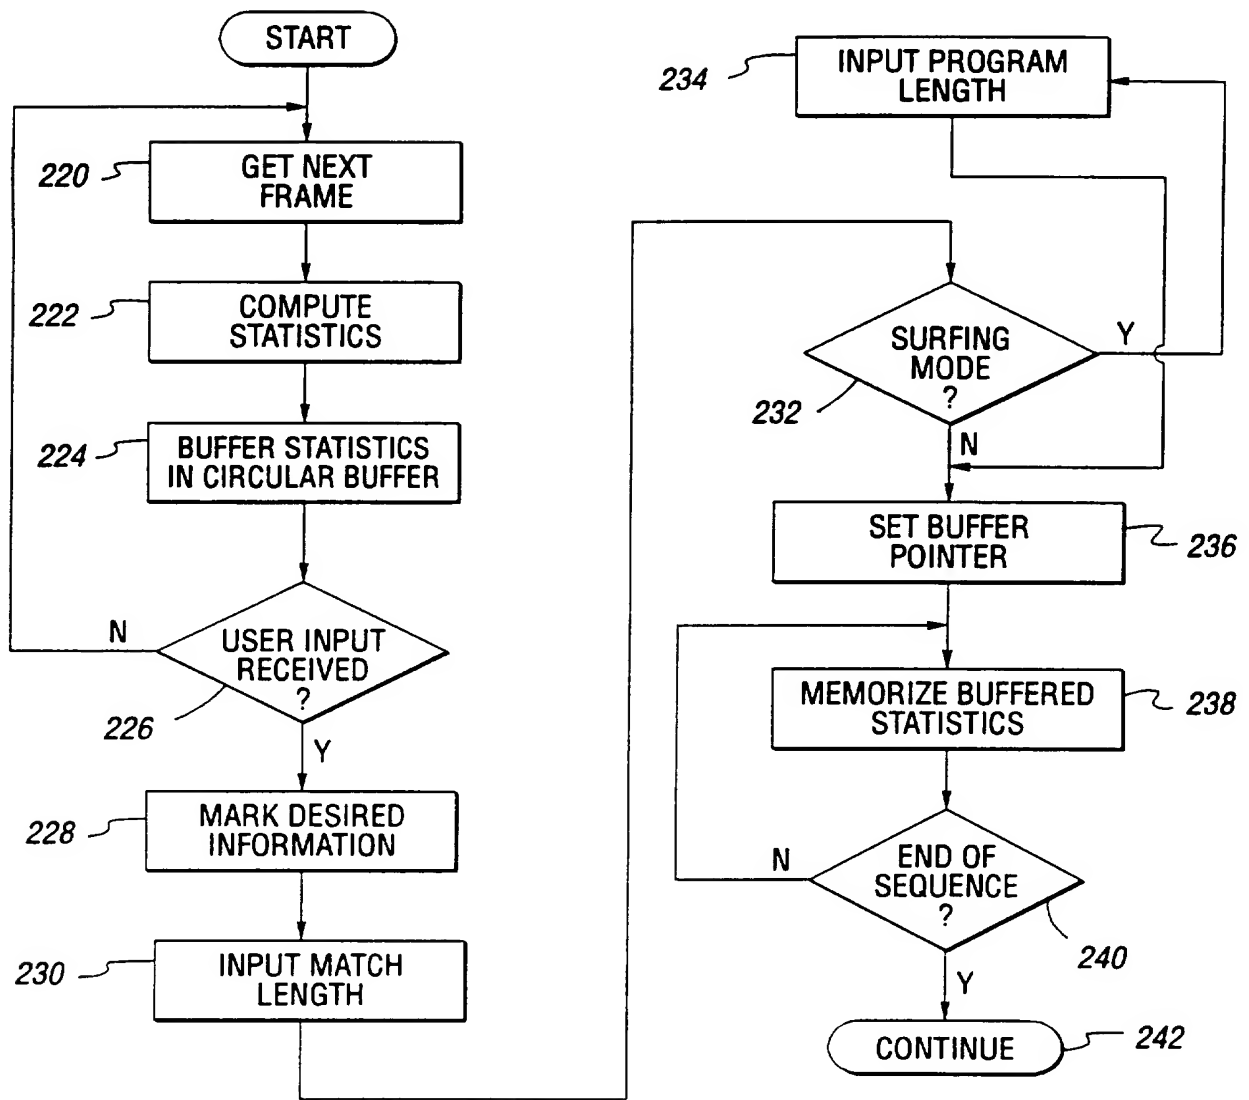 START
220
GET NEXT
FRAME
222
COMPUTE
STATISTICS
224
BUFFER STATISTICS
IN CIRCULAR BUFFER
N
USER INPUT
RECEIVED
?
226
Y
228
MARK DESIRED
INFORMATION
230
INPUT MATCH
LENGTH
234
INPUT PROGRAM
LENGTH
SURFING
MODE
?
Y
232
N
SET BUFFER
POINTER
236
MEMORIZE BUFFERED
STATISTICS
238
N
END OF
SEQUENCE
?
240
Y
CONTINUE
242